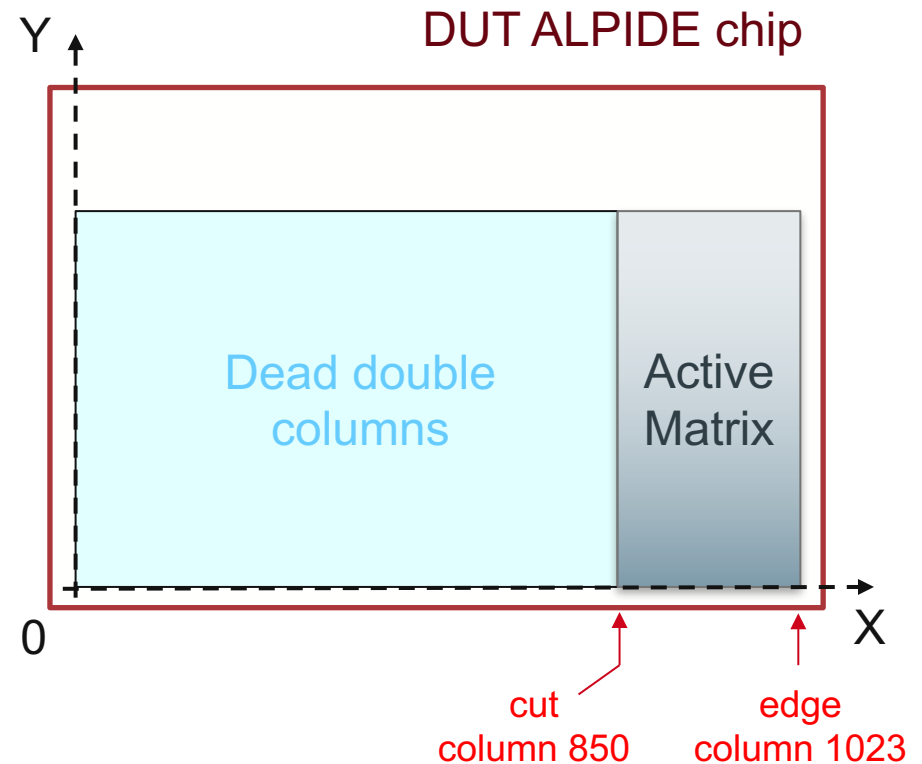 Y
DUT ALPIDE chip
Dead double
columns
Active
Matrix
0
X
cut
column 850
edge
column 1023